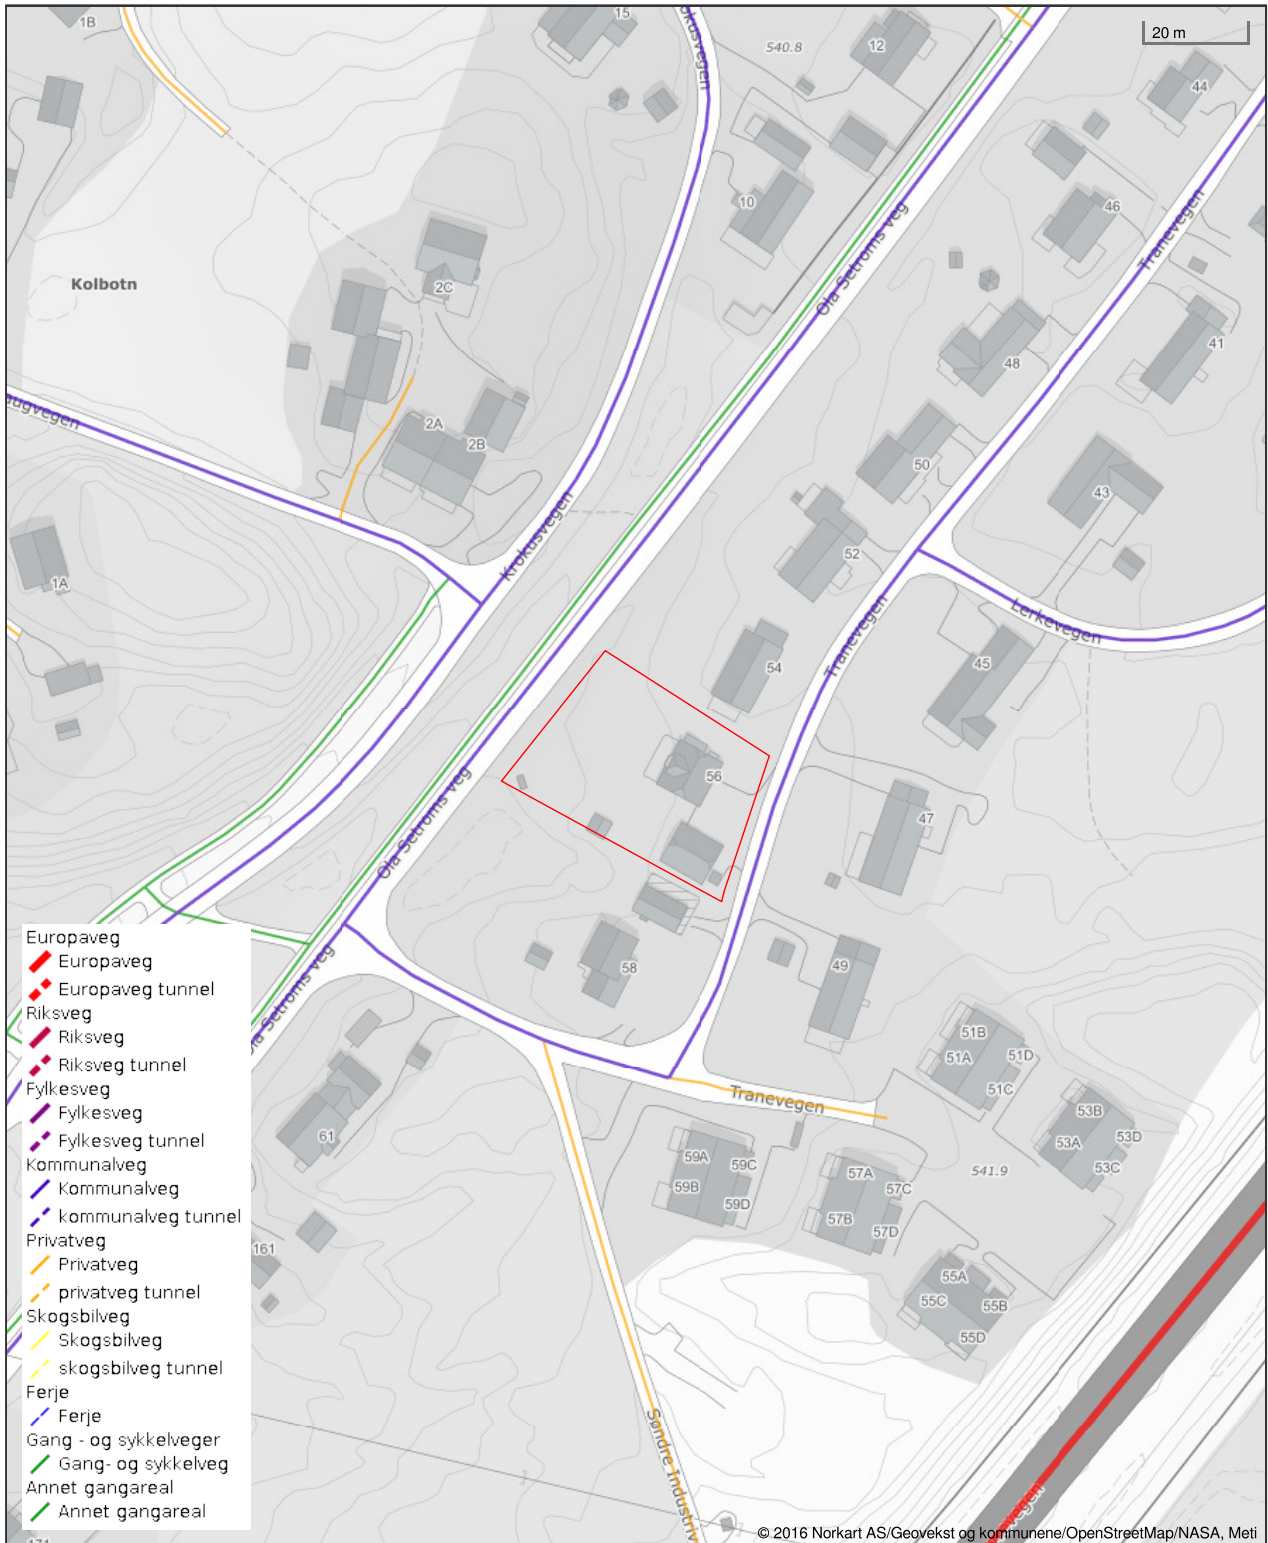 1B
15
12
540.8
20 m
44
Krokusvegen
10
46
Ola Setroms veg
Tranevegen
Kolbotn
2C
41
48
augvegen
2A
2B
50
43
Krokusvegen
52
1A
Lerkevegen
Tranevegen
45
54
56
47
Ola Setroms veg
58
49
Ola Setroms veg
51B
51A
51D
51C
Tranevegen
61
53B
53A
53D
53C
541.9
59A
59C
59B
59D
57A
57C
57B
57D
161
55A
55C
55B
55D
Søndre Industriv
171
Europaveg
Europaveg
Europaveg tunnel
Riksveg
Riksveg
Riksveg tunnel
Fylkesveg
Fylkesveg
Fylkesveg tunnel
Kommunalveg
Kommunalveg
kommunalveg tunnel
Privatveg
Privatveg
privatveg tunnel
Skogsbilveg
Skogsbilveg
skogsbilveg tunnel
Ferje
Ferje
Gang - og sykkelveger
Gang- og sykkelveg
Annet gangareal
Annet gangareal
© 2016 Norkart AS/Geovekst og kommunene/OpenStreetMap/NASA, Meti